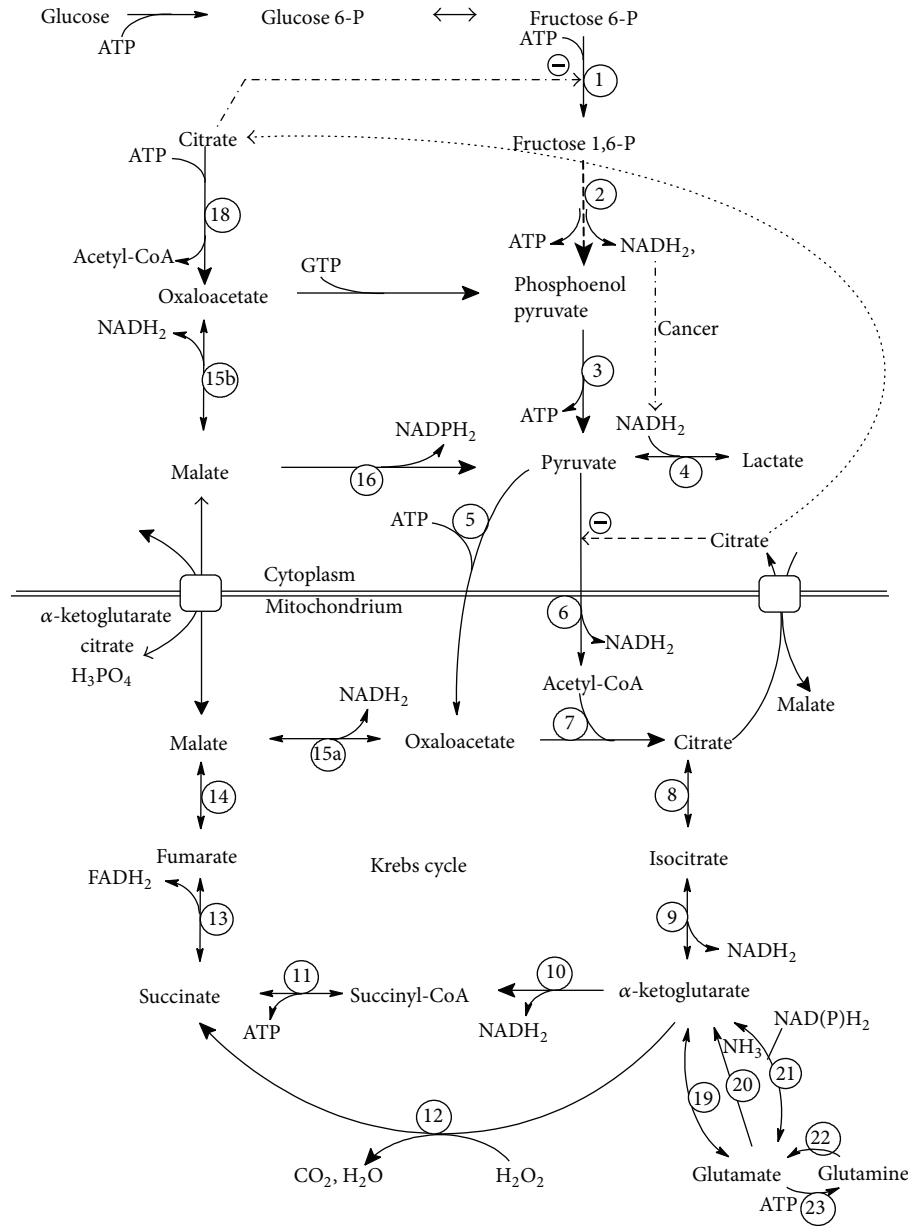 Glucose
Glucose 6-P
Fructose 6-P
ATP
ATP
−
1
Citrate
Fructose 1,6-P
ATP
2
18
ATP
NADH2,
Acetyl-CoA
GTP
Oxaloacetate
Phosphoenol
pyruvate
NADH2
Cancer
15b
3
ATP
NADH2
NADPH2
Malate
16
Pyruvate
4
Lactate
ATP
5
−
Citrate
Cytoplasm
Mitochondrium
α-ketoglutarate
citrate
H3PO4
6
NADH2
Acetyl-CoA
NADH2
Malate
7
Malate
15a
Oxaloacetate
Citrate
14
8
Fumarate
Krebs cycle
Isocitrate
FADH2
13
9
NADH2
11
10
Succinate
Succinyl-CoA
α-ketoglutarate
ATP
NADH2
NAD(P)H2
NH3
19
20
21
12
22
CO2, H2O
H2O2
Glutamate
Glutamine
ATP
23